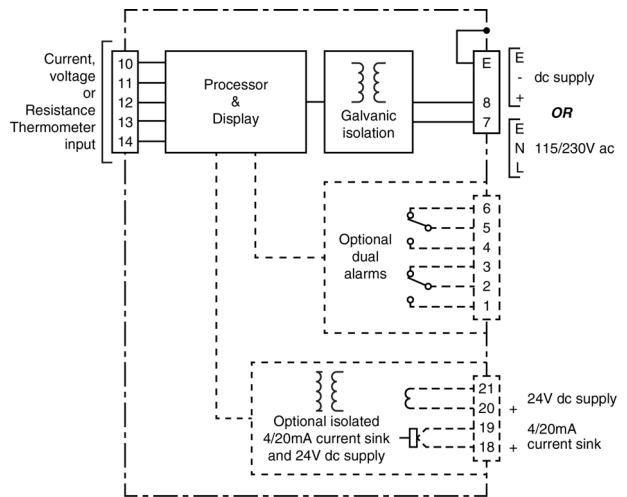 Current,
voltage
or
Resistance
Thermometer
input
10
11
12
13
14
Processor
&
Display
Galvanic
isolation
E
8
7
E
-
+
dc supply
OR
E
N
L
115/230V ac
Optional
dual
alarms
6
5
4
3
2
1
Optional isolated
4/20mA current sink
and 24V dc supply
21
20
19
18
+
24V dc supply
+
4/20mA
current sink